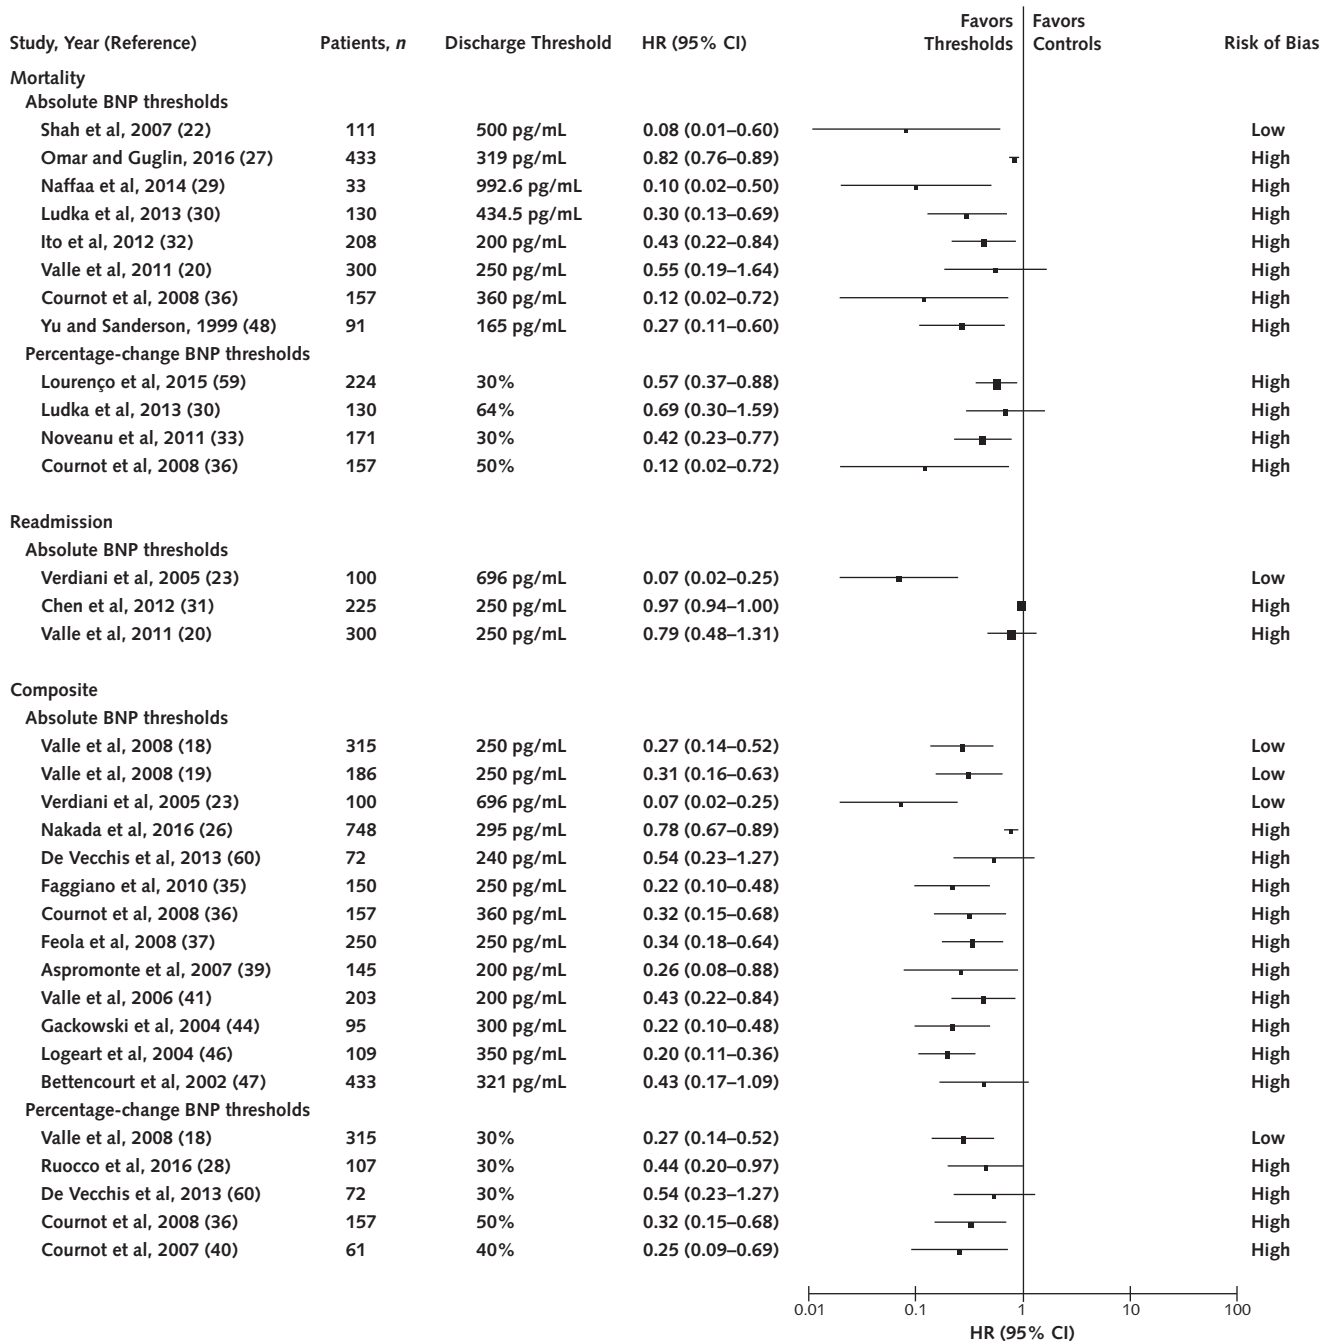 Favors Favors
Study, Year (Reference) Patients, n Discharge Threshold HR (95% CI) Thresholds Controls Risk of Bias
Mortality
Absolute BNP thresholds
Shah et al, 2007 (22) 111 500 pg/mL 0.08 (0.01–0.60) Low
Omar and Guglin, 2016 (27) 433 319 pg/mL 0.82 (0.76–0.89) High
Naffaa et al, 2014 (29) 33 992.6 pg/mL 0.10 (0.02–0.50) High
Ludka et al, 2013 (30) 130 434.5 pg/mL 0.30 (0.13–0.69) High
Ito et al, 2012 (32) 208 200 pg/mL 0.43 (0.22–0.84) High
Valle et al, 2011 (20) 300 250 pg/mL 0.55 (0.19–1.64) High
Cournot et al, 2008 (36) 157 360 pg/mL 0.12 (0.02–0.72) High
Yu and Sanderson, 1999 (48) 91 165 pg/mL 0.27 (0.11–0.60) High
Percentage-change BNP thresholds
Lourenço et al, 2015 (59) 224 30% 0.57 (0.37–0.88) High
Ludka et al, 2013 (30) 130 64% 0.69 (0.30–1.59) High
Noveanu et al, 2011 (33) 171 30% 0.42 (0.23–0.77) High
Cournot et al, 2008 (36) 157 50% 0.12 (0.02–0.72) High
Readmission
Absolute BNP thresholds
Verdiani et al, 2005 (23) 100 696 pg/mL 0.07 (0.02–0.25) Low
Chen et al, 2012 (31) 225 250 pg/mL 0.97 (0.94–1.00) High
Valle et al, 2011 (20) 300 250 pg/mL 0.79 (0.48–1.31) High
Composite
Absolute BNP thresholds
Valle et al, 2008 (18) 315 250 pg/mL 0.27 (0.14–0.52) Low
Valle et al, 2008 (19) 186 250 pg/mL 0.31 (0.16–0.63) Low
Verdiani et al, 2005 (23) 100 696 pg/mL 0.07 (0.02–0.25) Low
Nakada et al, 2016 (26) 748 295 pg/mL 0.78 (0.67–0.89) High
De Vecchis et al, 2013 (60) 72 240 pg/mL 0.54 (0.23–1.27) High
Faggiano et al, 2010 (35) 150 250 pg/mL 0.22 (0.10–0.48) High
Cournot et al, 2008 (36) 157 360 pg/mL 0.32 (0.15–0.68) High
Feola et al, 2008 (37) 250 250 pg/mL 0.34 (0.18–0.64) High
Aspromonte et al, 2007 (39) 145 200 pg/mL 0.26 (0.08–0.88) High
Valle et al, 2006 (41) 203 200 pg/mL 0.43 (0.22–0.84) High
Gackowski et al, 2004 (44) 95 300 pg/mL 0.22 (0.10–0.48) High
Logeart et al, 2004 (46) 109 350 pg/mL 0.20 (0.11–0.36) High
Bettencourt et al, 2002 (47) 433 321 pg/mL 0.43 (0.17–1.09) High
Percentage-change BNP thresholds
Valle et al, 2008 (18) 315 30% 0.27 (0.14–0.52) Low
Ruocco et al, 2016 (28) 107 30% 0.44 (0.20–0.97) High
De Vecchis et al, 2013 (60) 72 30% 0.54 (0.23–1.27) High
Cournot et al, 2008 (36) 157 50% 0.32 (0.15–0.68) High
Cournot et al, 2007 (40) 61 40% 0.25 (0.09–0.69) High
0.01 0.1 1 10 100
HR (95% CI)